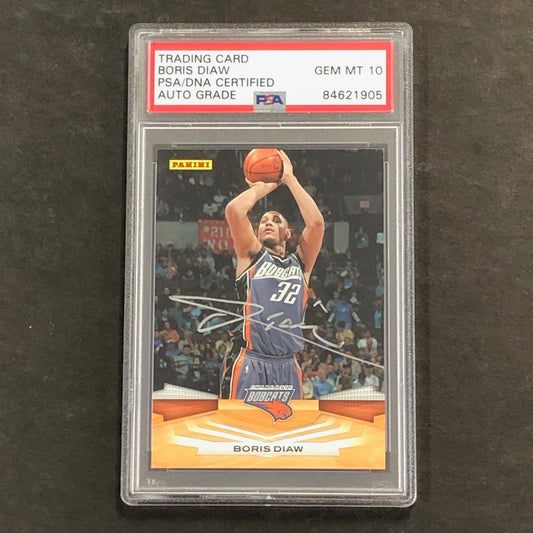 TRADING CARD
BORIS DIAW GEM MT 10
PSA/DNA CERTIFIED
AUTO GRADE PSA 84621905
PANINI
BOBCATS
32
CHARLOTTE
BOBCATS
BORIS DIAW